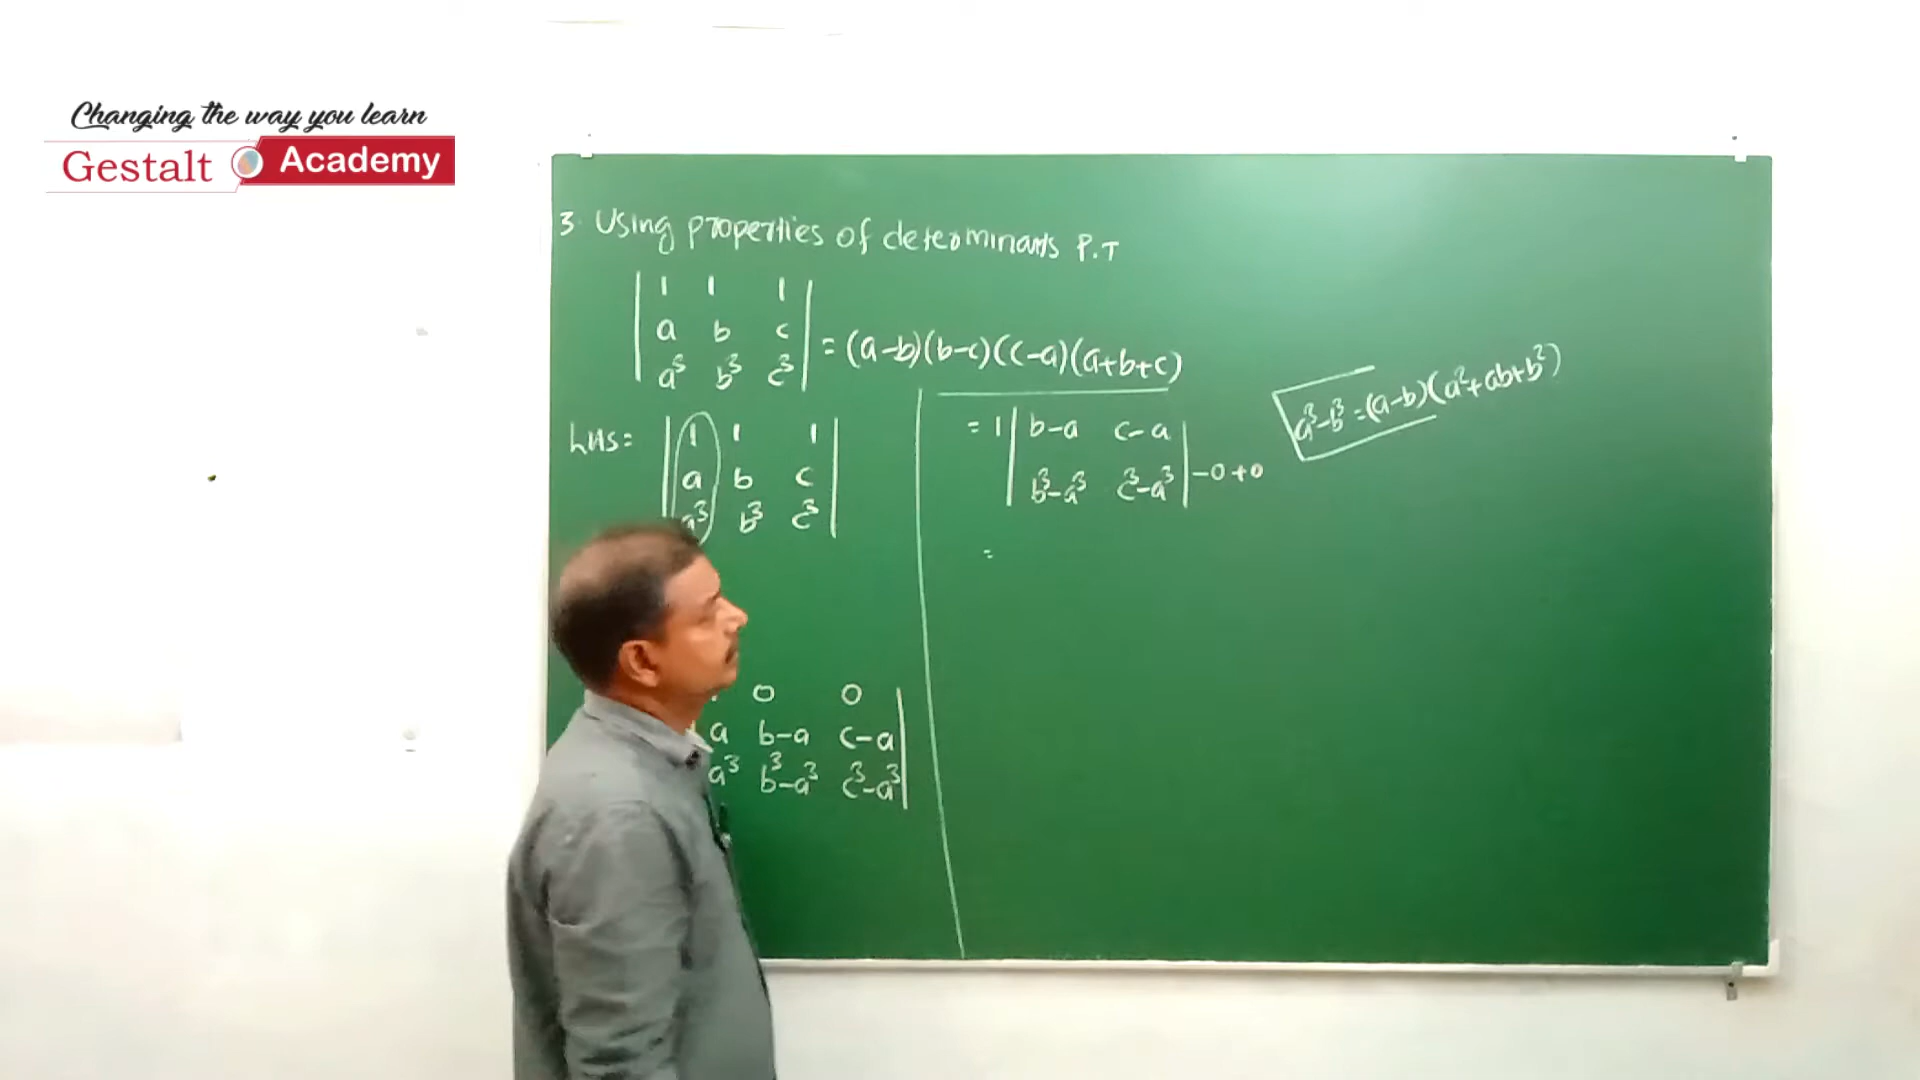 Changing the way you learn
Gestalt Academy
3. Using properties of determinants P.T
| 1 1 1 |
| a b c | = (a-b)(b-c)(c-a)(a+b+c)
| a³ b³ c³ |
LHS = | 1 1 1 |
| a b c |
| a³ b³ c³ |
0 0 |
a b-a c-a |
a³ b³-a³ c³-a³ |
= 1 | b-a c-a |
| b³-a³ c³-a³ | -0+0
=
a³-b³ = (a-b)(a²+ab+b²)